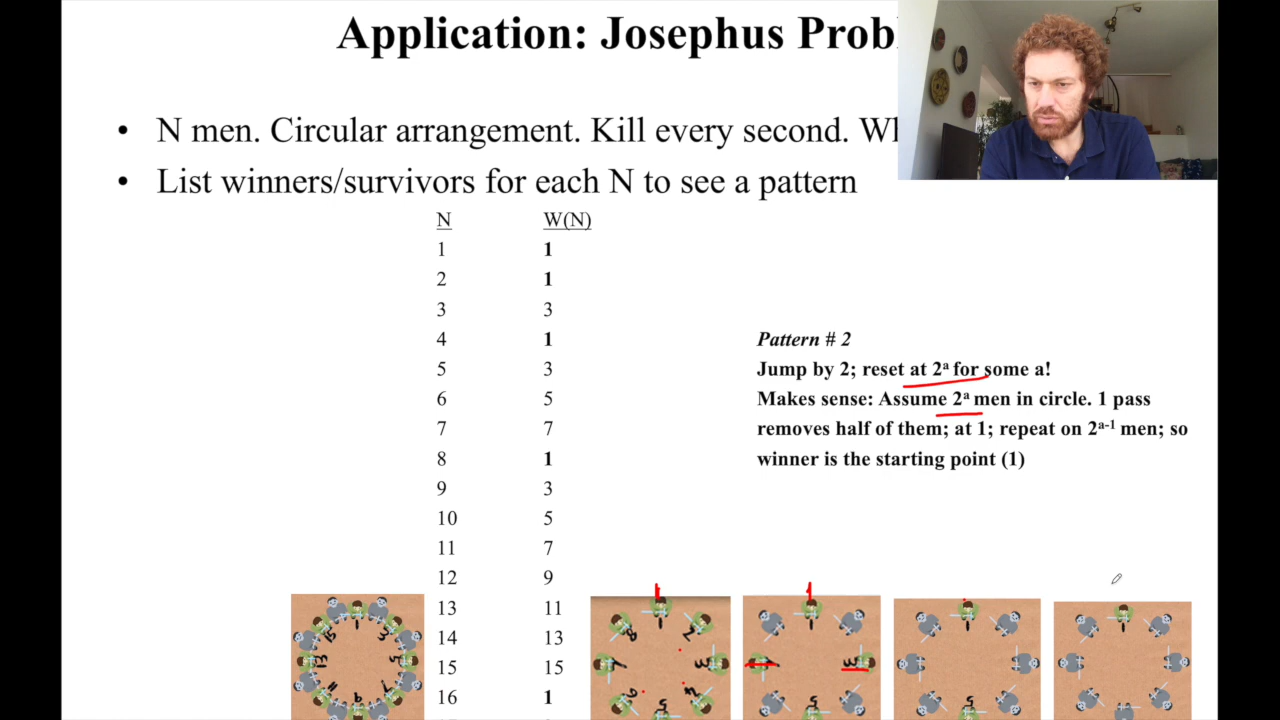 Application: Josephus Prob
• N men. Circular arrangement. Kill every second. Wh
• List winners/survivors for each N to see a pattern
N W(N)
1 1
2 1
3 3
4 1
5 3
6 5
7 7
8 1
9 3
10 5
11 7
12 9
13 11
14 13
15 15
16 1
Pattern # 2
Jump by 2; reset at 2ᵃ for some a!
Makes sense: Assume 2ᵃ men in circle. 1 pass
removes half of them; at 1; repeat on 2ᵃ⁻¹ men; so
winner is the starting point (1)